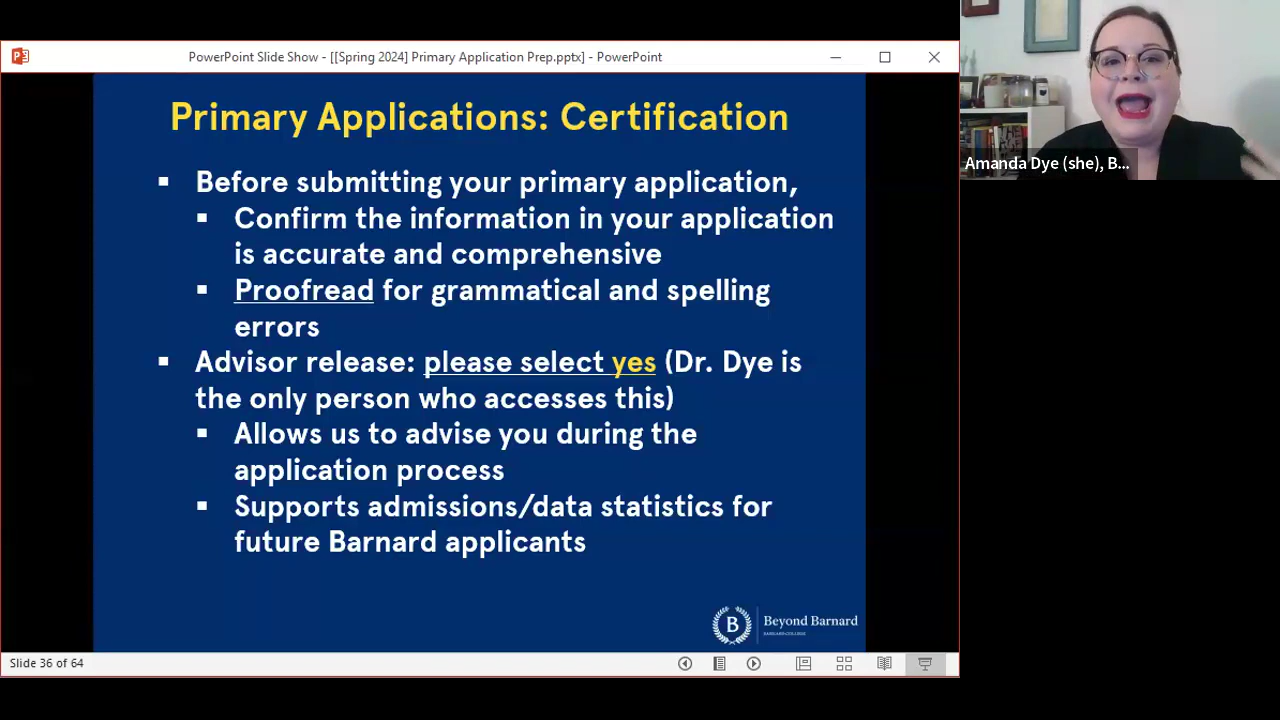 PowerPoint Slide Show - [[Spring 2024] Primary Application Prep.pptx] - PowerPoint
Primary Applications: Certification
▪ Before submitting your primary application,
▪ Confirm the information in your application
is accurate and comprehensive
▪ Proofread for grammatical and spelling
errors
▪ Advisor release: please select yes (Dr. Dye is
the only person who accesses this)
▪ Allows us to advise you during the
application process
▪ Supports admissions/data statistics for
future Barnard applicants
B
Beyond Barnard
BARNARD COLLEGE
Slide 36 of 64
Amanda Dye (she), B...